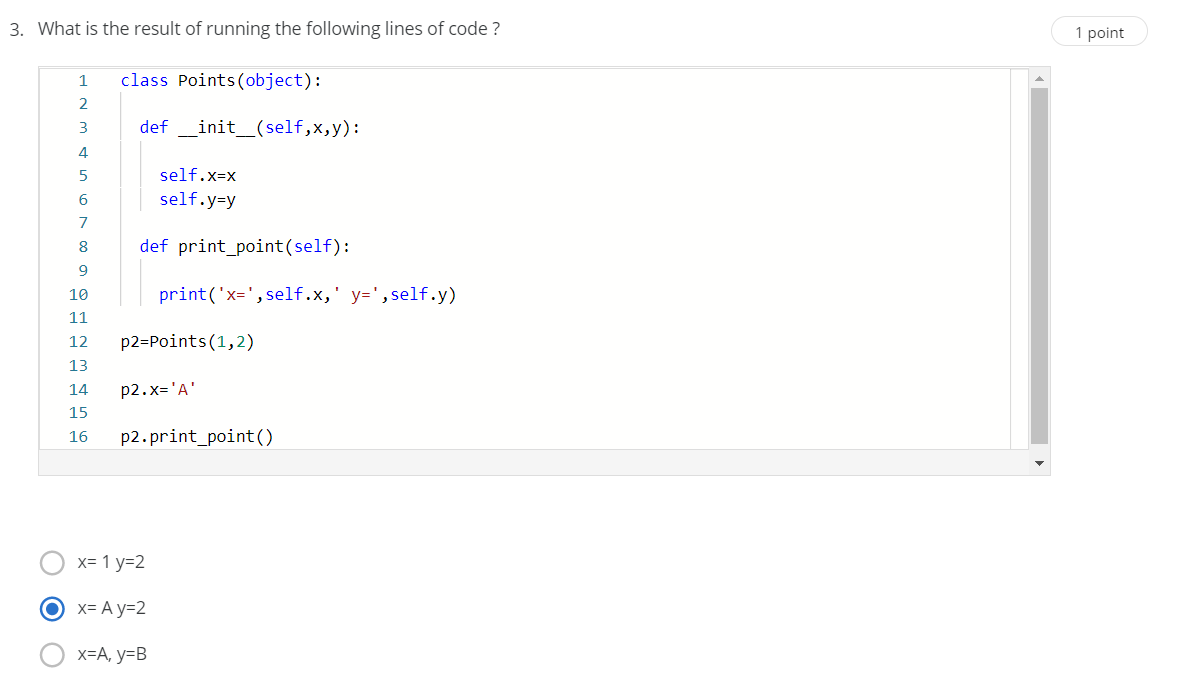 3. What is the result of running the following lines of code ?
1 point
1 class Points(object):
2
3 def __init__(self,x,y):
4
5 self.x=x
6 self.y=y
7
8 def print_point(self):
9
10 print('x=',self.x,' y=',self.y)
11
12 p2=Points(1,2)
13
14 p2.x='A'
15
16 p2.print_point()
x= 1 y=2
x= A y=2
x=A, y=B